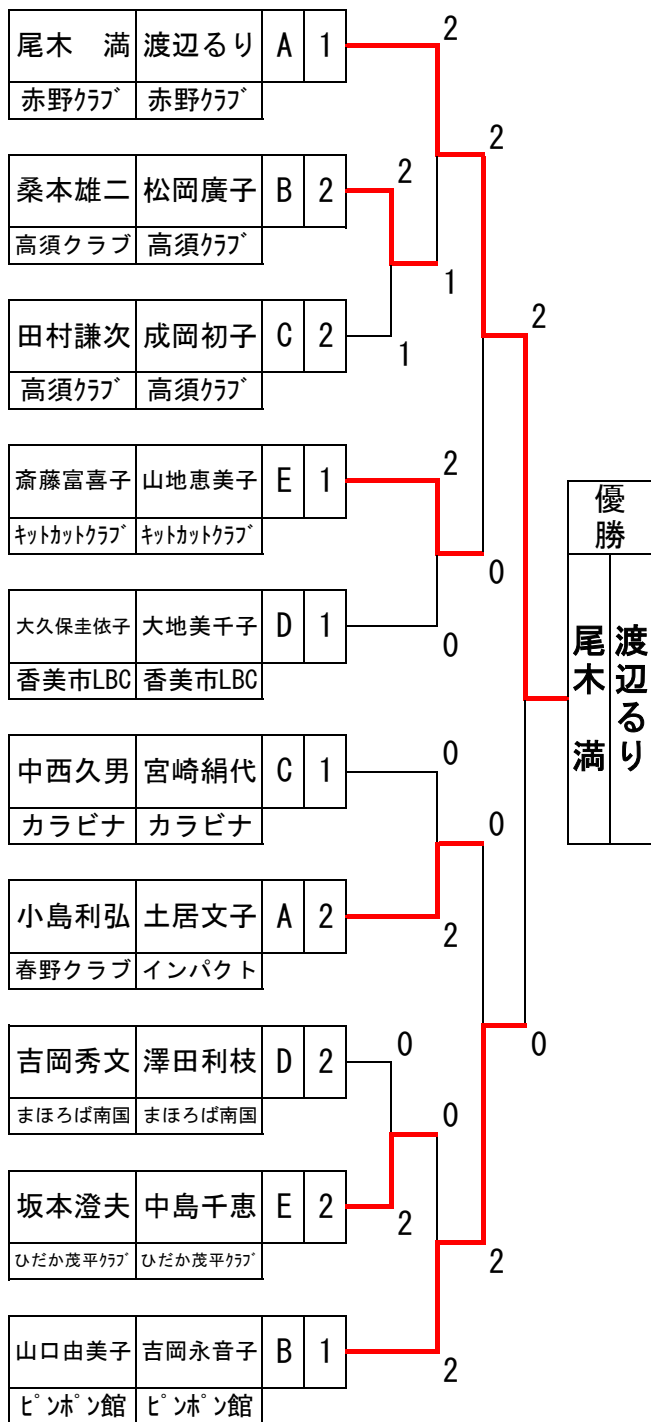 尾木　満 渡辺るり A 1
赤野ｸﾗﾌﾞ 赤野ｸﾗﾌﾞ
2
2
桑本雄二 松岡廣子 B 2
高須クラブ 高須ｸﾗﾌﾞ
2
1
2
田村謙次 成岡初子 C 2
高須ｸﾗﾌﾞ 高須ｸﾗﾌﾞ
1
斎藤富喜子 山地恵美子 E 1
ｷｯﾄｶｯﾄｸﾗﾌﾞ ｷｯﾄｶｯﾄｸﾗﾌﾞ
2
0
大久保圭依子 大地美千子 D 1
香美市LBC 香美市LBC
0
優勝
渡辺るり
尾木　満
中西久男 宮崎絹代 C 1
カラビナ カラビナ
0
0
小島利弘 土居文子 A 2
春野クラブ インパクト
2
0
吉岡秀文 澤田利枝 D 2
まほろば南国 まほろば南国
0
0
坂本澄夫 中島千恵 E 2
ひだか茂平ｸﾗﾌﾞ ひだか茂平ｸﾗﾌﾞ
2
2
山口由美子 吉岡永音子 B 1
ﾋﾟﾝﾎﾟﾝ館 ﾋﾟﾝﾎﾟﾝ館
2